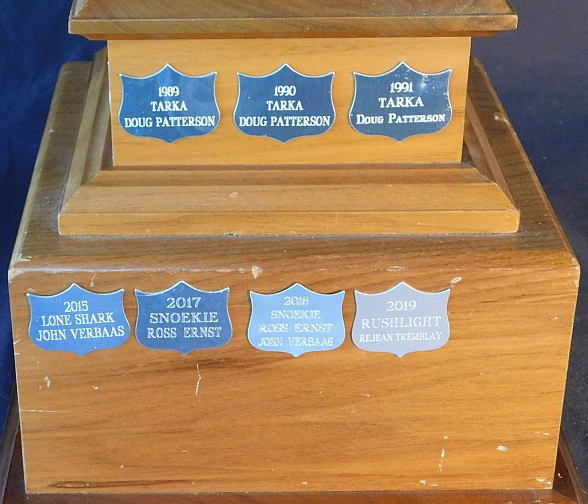 1989
TARKA
DOUG PATTERSON
1990
TARKA
DOUG PATTERSON
1991
TARKA
DOUG PATTERSON
2015
LONE SHARK
JOHN VERBAAS
2017
SNOEKIE
ROSS ERNST
2018
SNOEKIE
ROSS ERNST
JOHN VERBAAS
2019
RUSHLIGHT
REJEAN TREMBLAY